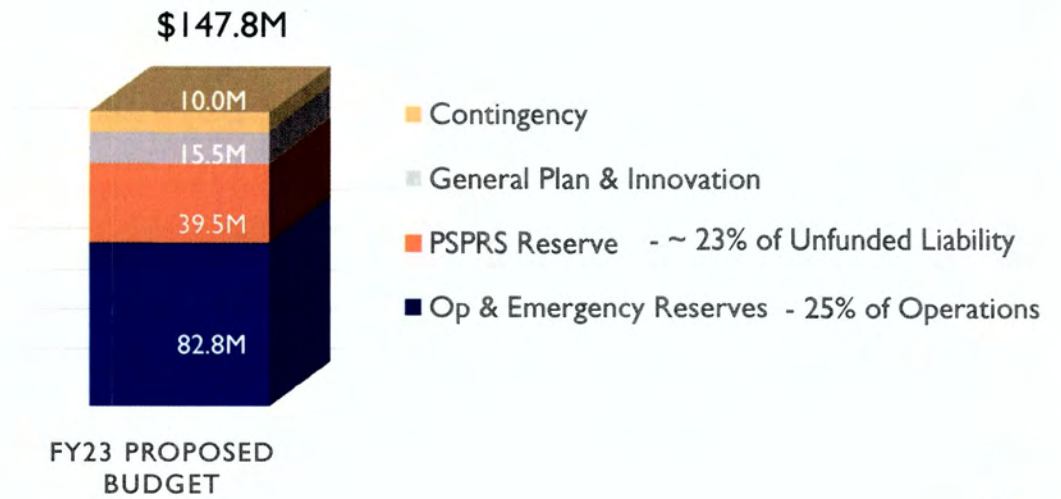 $147.8M
10.0M
15.5M
39.5M
82.8M
FY23 PROPOSED
BUDGET
Contingency
General Plan & Innovation
PSPRS Reserve - ~ 23% of Unfunded Liability
Op & Emergency Reserves - 25% of Operations